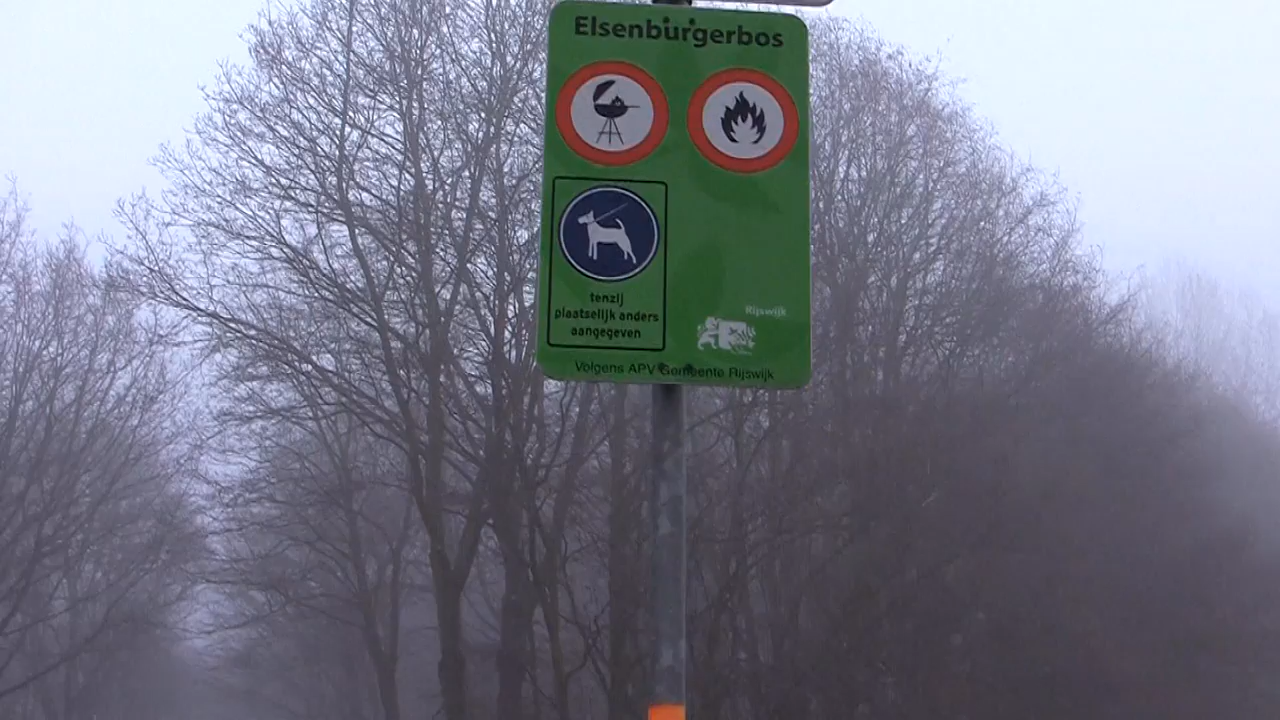 Elsenburgerbos
tenzij
plaatselijk anders
aangegeven
Rijswijk
Volgens APV Gemeente Rijswijk